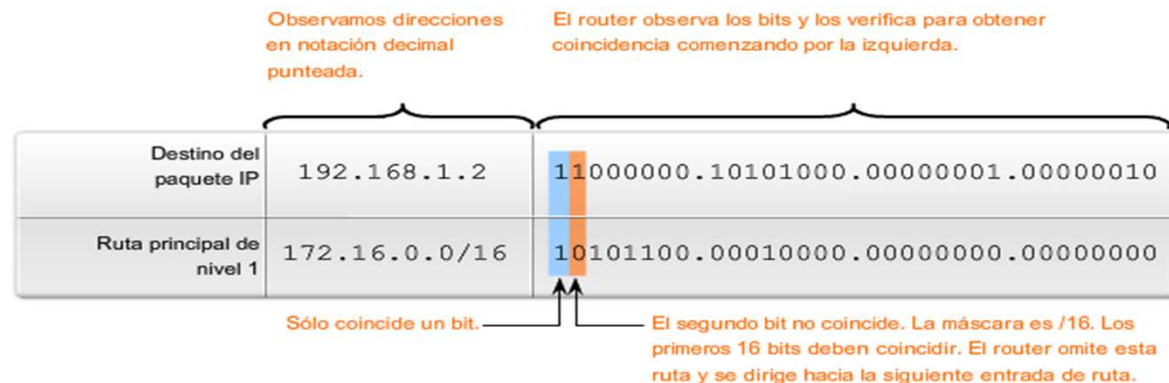 Observamos direcciones
en notación decimal
punteada.
El router observa los bits y los verifica para obtener
coincidencia comenzando por la izquierda.
Destino del
paquete IP
192.168.1.2
11000000.10101000.00000001.00000010
Ruta principal de
nivel 1
172.16.0.0/16
10101100.00010000.00000000.00000000
Sólo coincide un bit.
El segundo bit no coincide. La máscara es /16. Los
primeros 16 bits deben coincidir. El router omite esta
ruta y se dirige hacia la siguiente entrada de ruta.